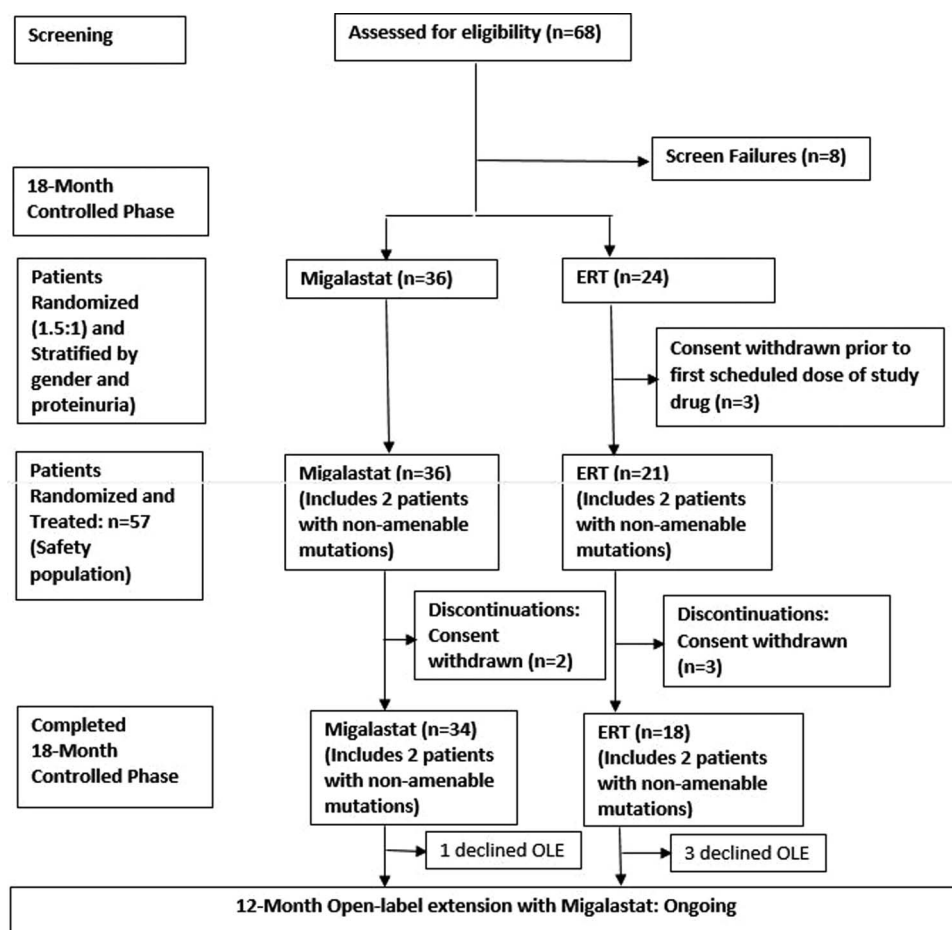 Screening
Assessed for eligibility (n=68)
Screen Failures (n=8)
18-Month
Controlled Phase
Patients
Randomized
(1.5:1) and
Stratified by
gender and
proteinuria)
Migalastat (n=36)
ERT (n=24)
Consent withdrawn prior to
first scheduled dose of study
drug (n=3)
Patients
Randomized and
Treated: n=57
(Safety
population)
Migalastat (n=36)
(Includes 2 patients
with non-amenable
mutations)
ERT (n=21)
(Includes 2 patients
with non-amenable
mutations)
Discontinuations:
Consent
withdrawn (n=2)
Discontinuations:
Consent withdrawn
(n=3)
Completed
18-Month
Controlled Phase
Migalastat (n=34)
(Includes 2 patients
with non-amenable
mutations)
ERT (n=18)
(Includes 2 patients
with non-amenable
mutations)
1 declined OLE
3 declined OLE
12-Month Open-label extension with Migalastat: Ongoing